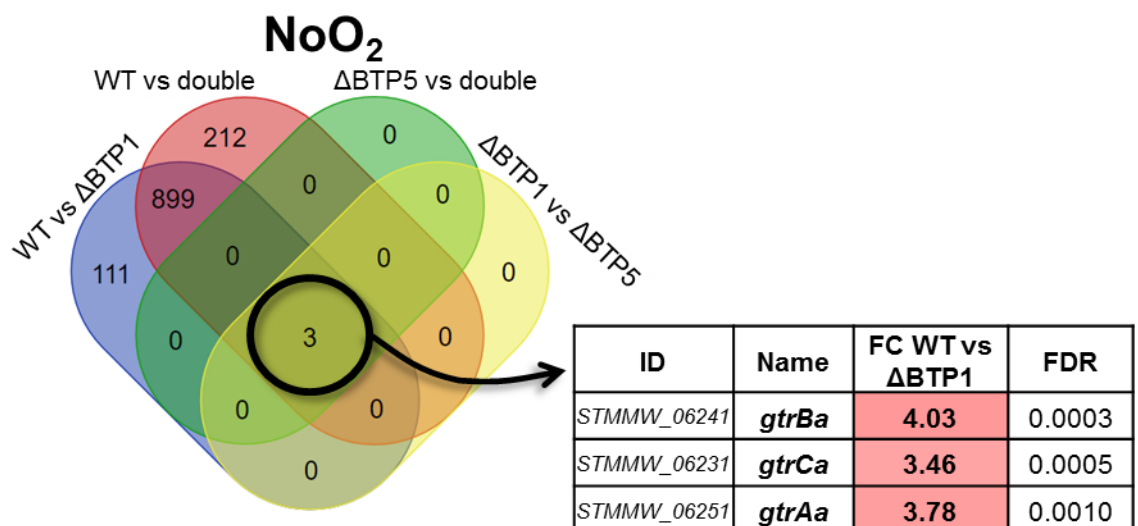 NoO₂
WT vs double
ΔBTP5 vs double
WT vs ΔBTP1
ΔBTP1 vs ΔBTP5
212
0
899
0
0
111
0
0
0
0
3
0
0
0
0
ID Name FC WT vs ΔBTP1 FDR
STMMW_06241 gtrBa 4.03 0.0003
STMMW_06231 gtrCa 3.46 0.0005
STMMW_06251 gtrAa 3.78 0.0010